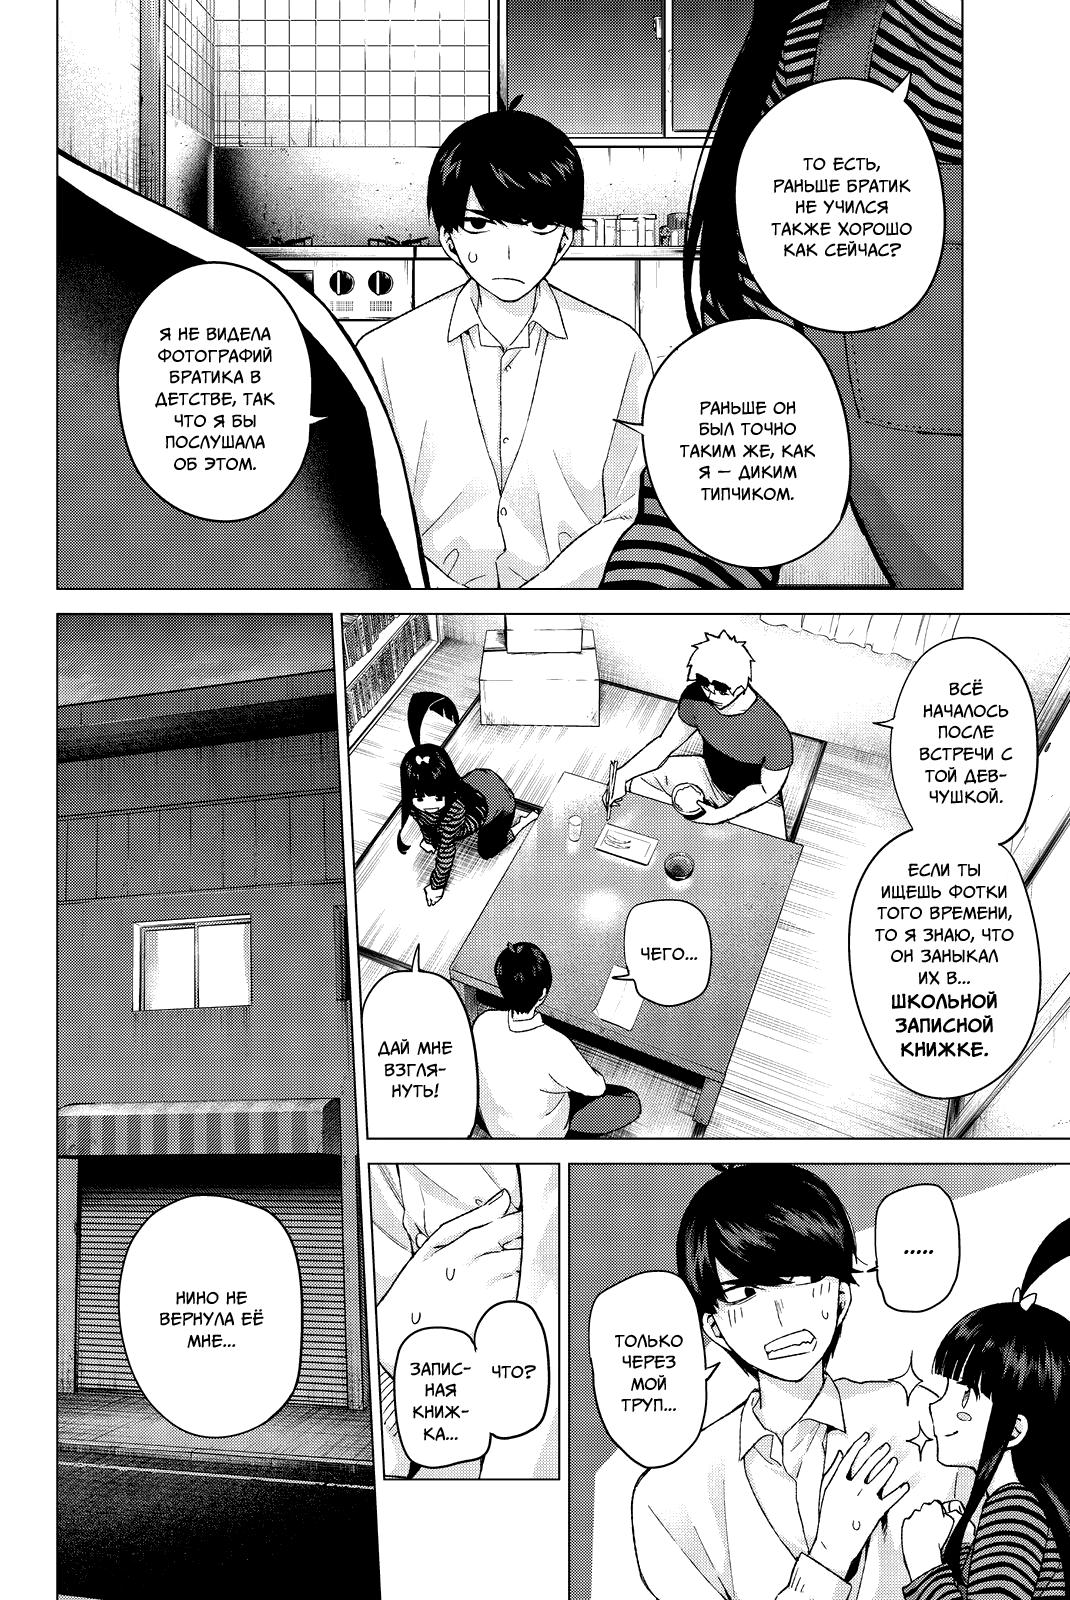 ТО ЕСТЬ,
РАНЬШЕ БРАТИК
НЕ УЧИЛСЯ
ТАКЖЕ ХОРОШО
КАК СЕЙЧАС?
РАНЬШЕ ОН
БЫЛ ТОЧНО
ТАКИМ ЖЕ, КАК
Я — ДИКИМ
ТИПЧИКОМ.
Я НЕ ВИДЕЛА
ФОТОГРАФИЙ
БРАТИКА В
ДЕТСТВЕ, ТАК
ЧТО Я БЫ
ПОСЛУШАЛА
ОБ ЭТОМ.
ВСЁ
НАЧАЛОСЬ
ПОСЛЕ
ВСТРЕЧИ С
ТОЙ ДЕВ-
ЧУШКОЙ.
ЕСЛИ ТЫ
ИЩЕШЬ ФОТКИ
ТОГО ВРЕМЕНИ,
ТО Я ЗНАЮ, ЧТО
ОН ЗАНЫКАЛ
ИХ В...
ШКОЛЬНОЙ
ЗАПИСНОЙ
КНИЖКЕ.
ЧЕГО...
ДАЙ МНЕ
ВЗГЛЯ-
НУТЬ!
.....
ТОЛЬКО
ЧЕРЕЗ
МОЙ
ТРУП...
ЧТО?
ЗАПИС-
НАЯ
КНИЖ-
КА...
НИНО НЕ
ВЕРНУЛА ЕЁ
МНЕ...